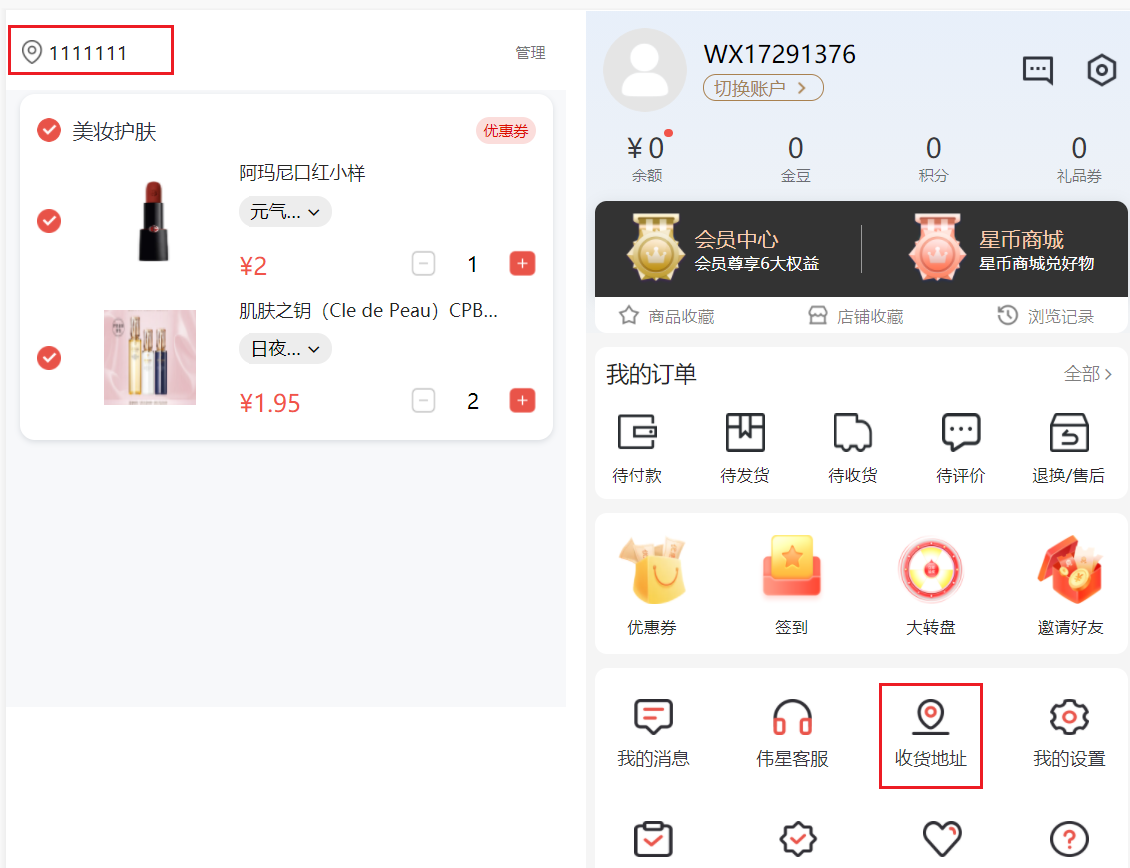 1111111
管理
美妆护肤
优惠券
阿玛尼口红小样
元气...
¥2
1
肌肤之钥（Cle de Peau）CPB...
日夜...
¥1.95
2
WX17291376
切换账户
¥0
0
0
0
余额
金豆
积分
礼品券
会员中心
会员尊享6大权益
星币商城
星币商城兑好物
商品收藏
店铺收藏
浏览记录
我的订单
全部
待付款
待发货
待收货
待评价
退换/售后
优惠券
签到
大转盘
邀请好友
我的消息
伟星客服
收货地址
我的设置